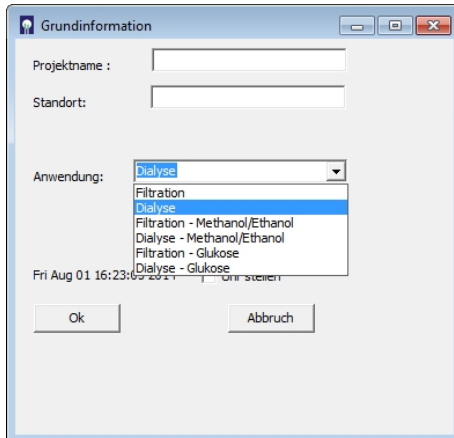 Grundinformation
Projektname :
Standort:
Anwendung: Dialyse
Filtration
Dialyse
Filtration - Methanol/Ethanol
Dialyse - Methanol/Ethanol
Filtration - Glukose
Dialyse - Glukose
Fri Aug 01 16:23: 2014 Uhr stellen
Ok Abbruch